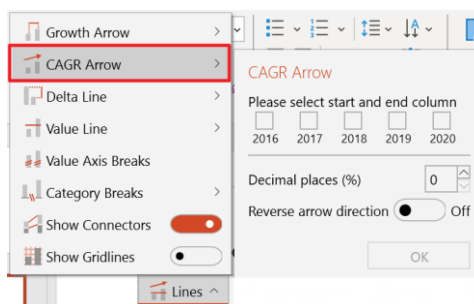 Growth Arrow
CAGR Arrow
Delta Line
Value Line
Value Axis Breaks
Category Breaks
Show Connectors
Show Gridlines
Lines
CAGR Arrow
Please select start and end column
2016 2017 2018 2019 2020
Decimal places (%) 0
Reverse arrow direction Off
OK